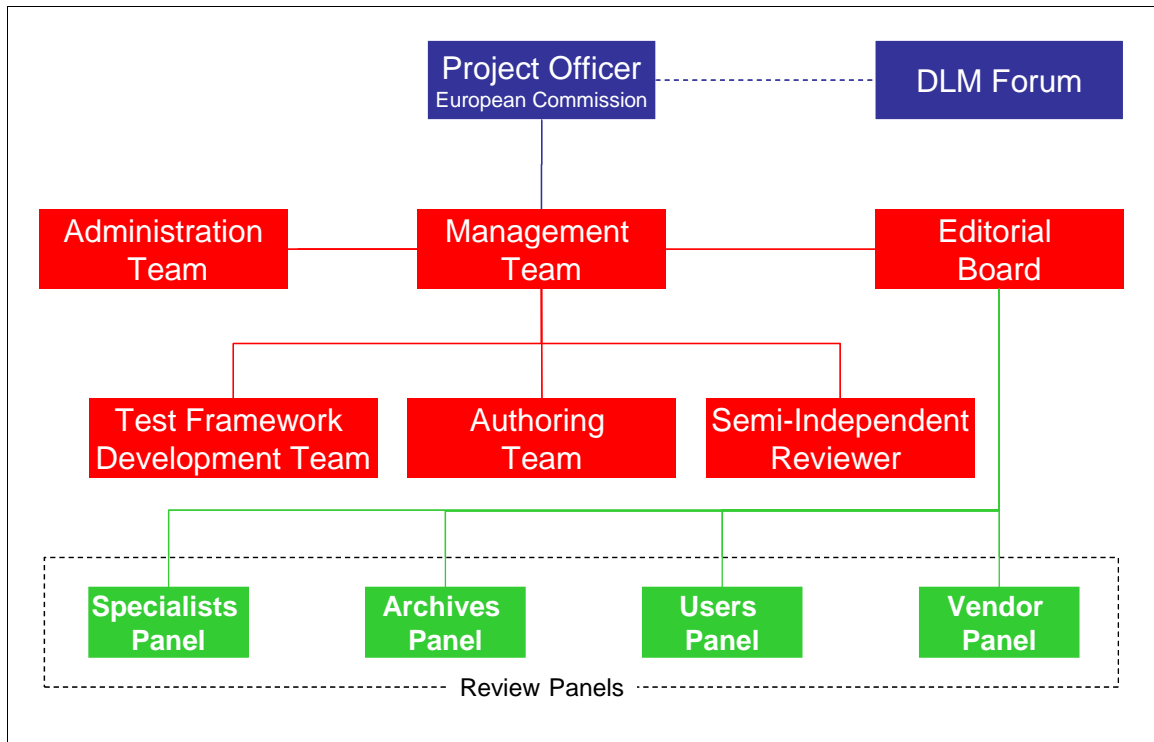 Project Officer
European Commission
DLM Forum
Administration
Team
Management
Team
Editorial
Board
Test Framework
Development Team
Authoring
Team
Semi-Independent
Reviewer
Specialists
Panel
Archives
Panel
Users
Panel
Vendor
Panel
Review Panels